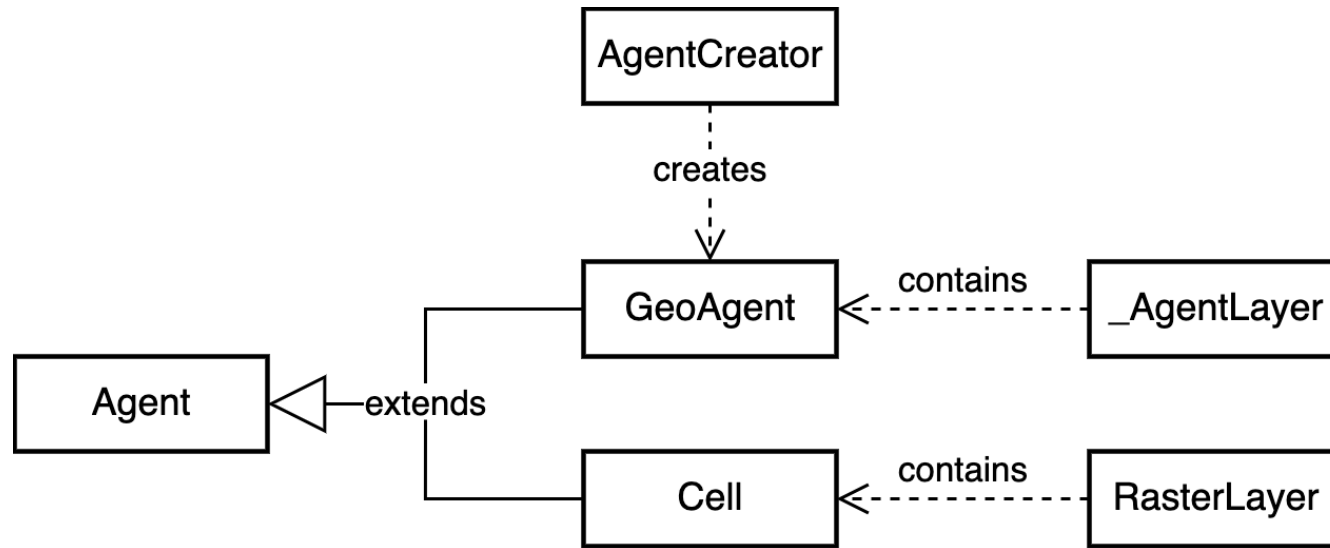 AgentCreator
creates
GeoAgent
contains
_AgentLayer
Agent
extends
Cell
contains
RasterLayer